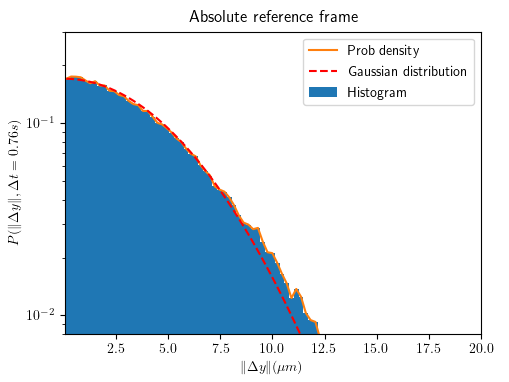 Absolute reference frame
Prob density
Gaussian distribution
Histogram
10⁻¹
10⁻²
P(‖Δy‖, Δt = 0.76s)
2.5 5.0 7.5 10.0 12.5 15.0 17.5 20.0
‖Δy‖(μm)